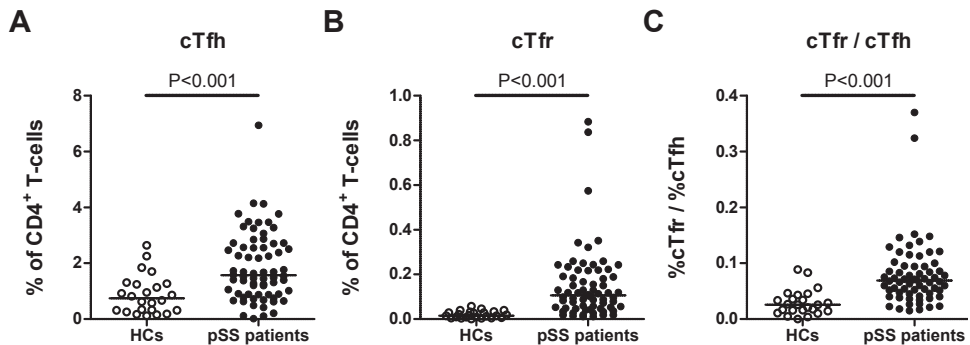 A
cTfh
P<0.001
% of CD4+ T-cells
8
6
4
2
0
HCs
pSS patients
B
cTfr
P<0.001
% of CD4+ T-cells
1.0
0.8
0.6
0.4
0.2
0.0
HCs
pSS patients
C
cTfr / cTfh
P<0.001
%cTfr / %cTfh
0.4
0.3
0.2
0.1
0.0
HCs
pSS patients